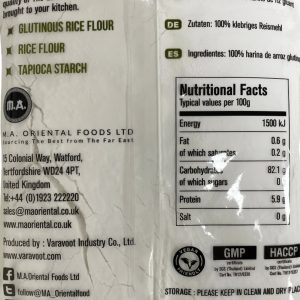 brought to your kitchen.
GLUTINOUS RICE FLOUR
RICE FLOUR
TAPIOCA STARCH
M.A.
M.A. ORIENTAL FOODS LTD
Sourcing The Best from The Far East
15 Colonial Way, Watford,
Hertfordshire WD24 4PT,
United Kingdom
Tel:+44 (0)1923 222220
sales@maoriental.co.uk
www.maoriental.co.uk
Produced by : Varavoot Industry Co., Ltd.
www.varavoot.com
M.A. Oriental Foods Ltd
Follow @_Orientalfood
DE Zutaten: 100% klebriges Reismehl
ES Ingredientes: 100% harina de arroz glutin
Nutritional Facts
Typical values per 100g
Energy 1500 kJ
Fat 0.6 g
of which saturates 0.2 g
Carbohydrates 82.1 g
of which sugars 0
Protein 5.9 g
Salt 0 g
GMP
HACCP
STORAGE : PLEASE KEEP IN CLEAN AND DRY PLAC